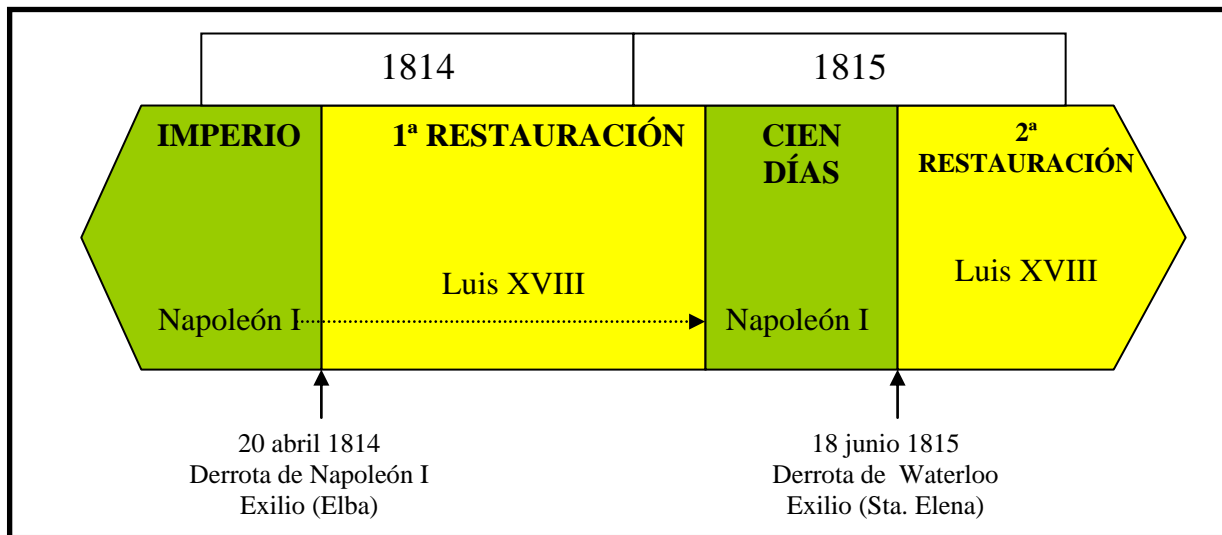 1814
1815
IMPERIO
1ª RESTAURACIÓN
CIEN
DÍAS
2ª
RESTAURACIÓN
Luis XVIII
Luis XVIII
Napoleón I
Napoleón I
20 abril 1814
Derrota de Napoleón I
Exilio (Elba)
18 junio 1815
Derrota de Waterloo
Exilio (Sta. Elena)